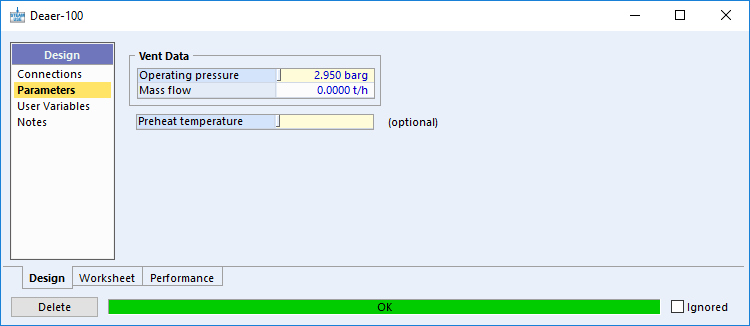 Deaer-100
Design
Connections
Parameters
User Variables
Notes
Vent Data
Operating pressure 2.950 barg
Mass flow 0.0000 t/h
Preheat temperature (optional)
Design Worksheet Performance
Delete OK Ignored